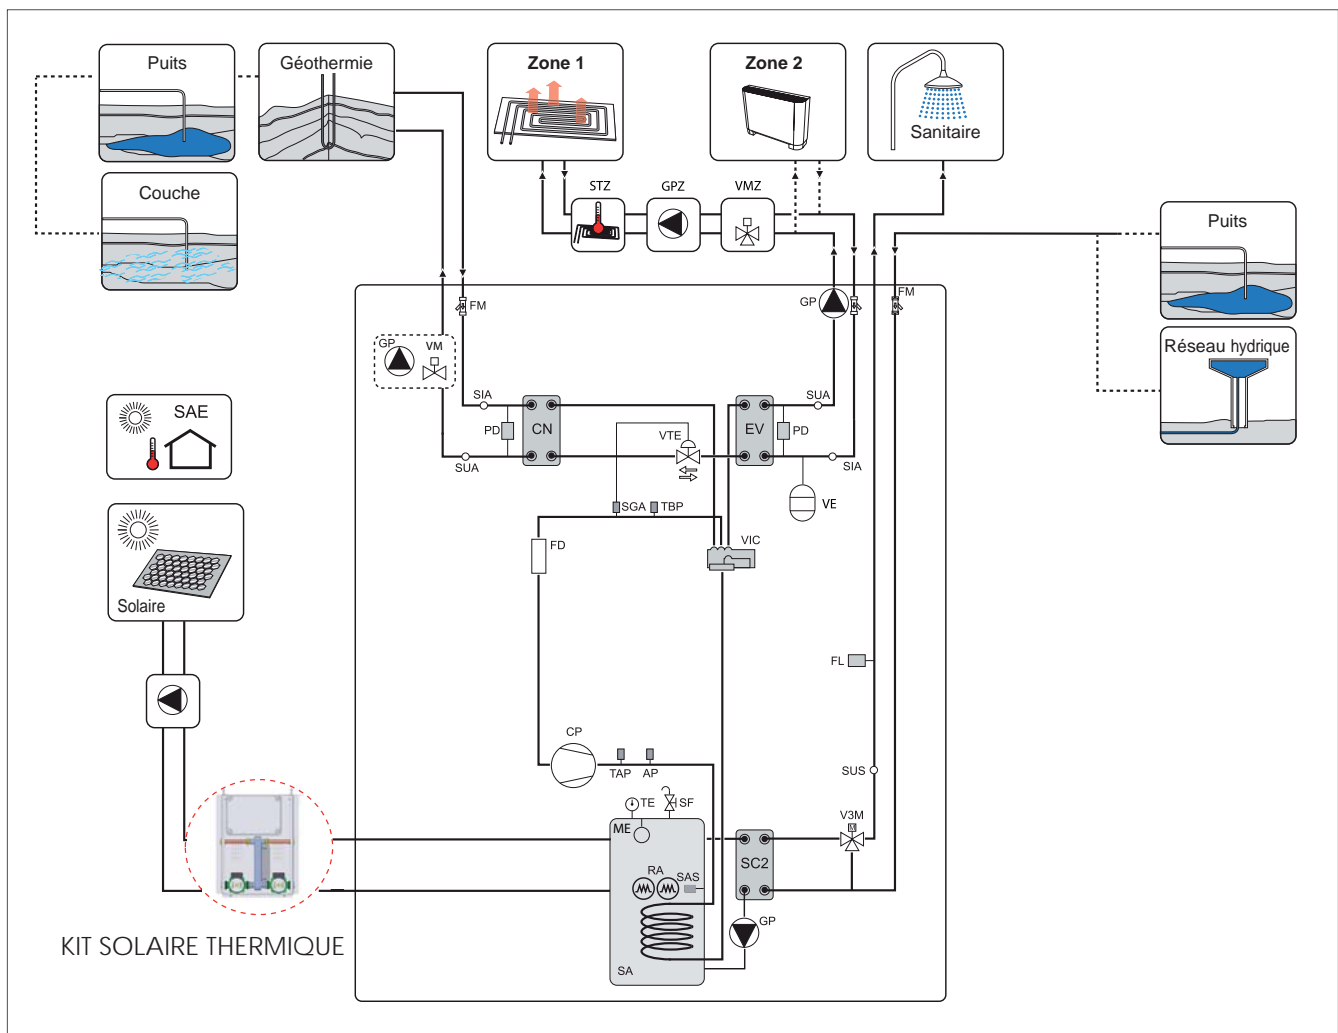 Puits
Géothermie
Zone 1
Zone 2
Sanitaire
Couche
STZ
GPZ
VMZ
Puits
Réseau hydrique
FM
GP
FM
GP
VM
SAE
SIA
SUA
PD
CN
VTE
EV
PD
SUA
SIA
VE
SGA
TBP
FD
VIC
Solaire
FL
CP
TAP
AP
SUS
TE
SF
ME
V3M
RA
SAS
SC2
GP
SA
M
KIT SOLAIRE THERMIQUE